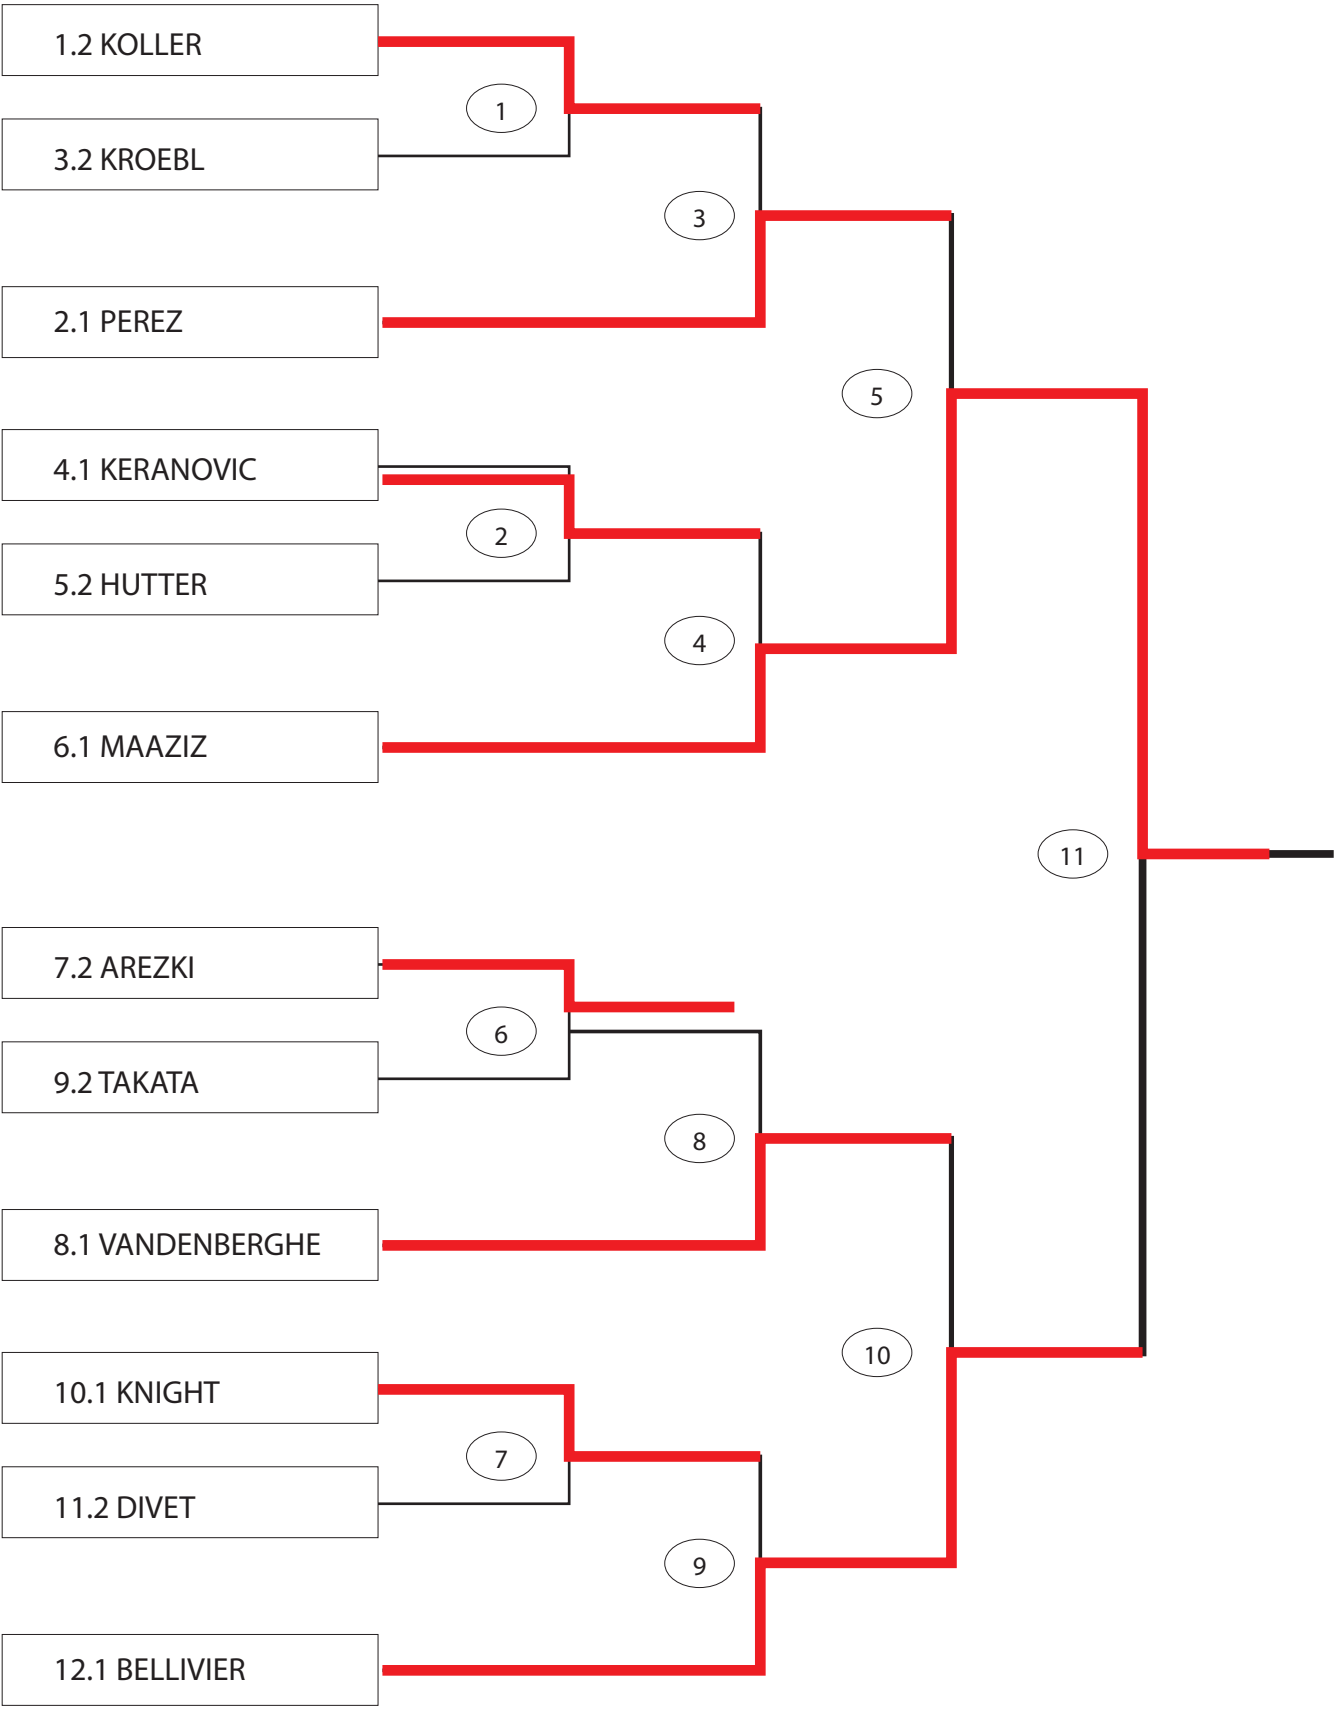 1.2 KOLLER
1
3.2 KROEBL
3
2.1 PEREZ
5
4.1 KERANOVIC
2
5.2 HUTTER
4
6.1 MAAZIZ
11
7.2 AREZKI
6
9.2 TAKATA
8
8.1 VANDENBERGHE
10
10.1 KNIGHT
7
11.2 DIVET
9
12.1 BELLIVIER